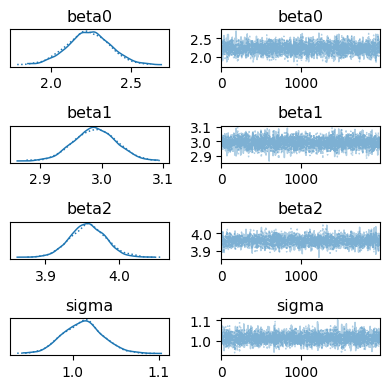 beta0 beta0
2.5
2.0
2.0 2.5 0 1000
beta1 beta1
3.1
3.0
2.9
2.9 3.0 3.1 0 1000
beta2 beta2
4.0
3.9
3.9 4.0 0 1000
sigma sigma
1.1
1.0
1.0 1.1 0 1000